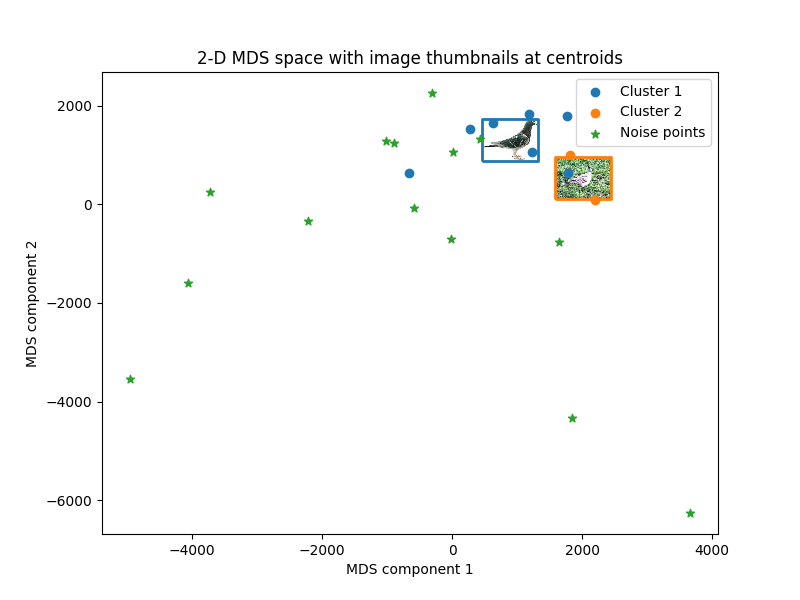 2-D MDS space with image thumbnails at centroids
Cluster 1
Cluster 2
Noise points
2000
0
−2000
−4000
−6000
MDS component 2
−4000
−2000
0
2000
4000
MDS component 1